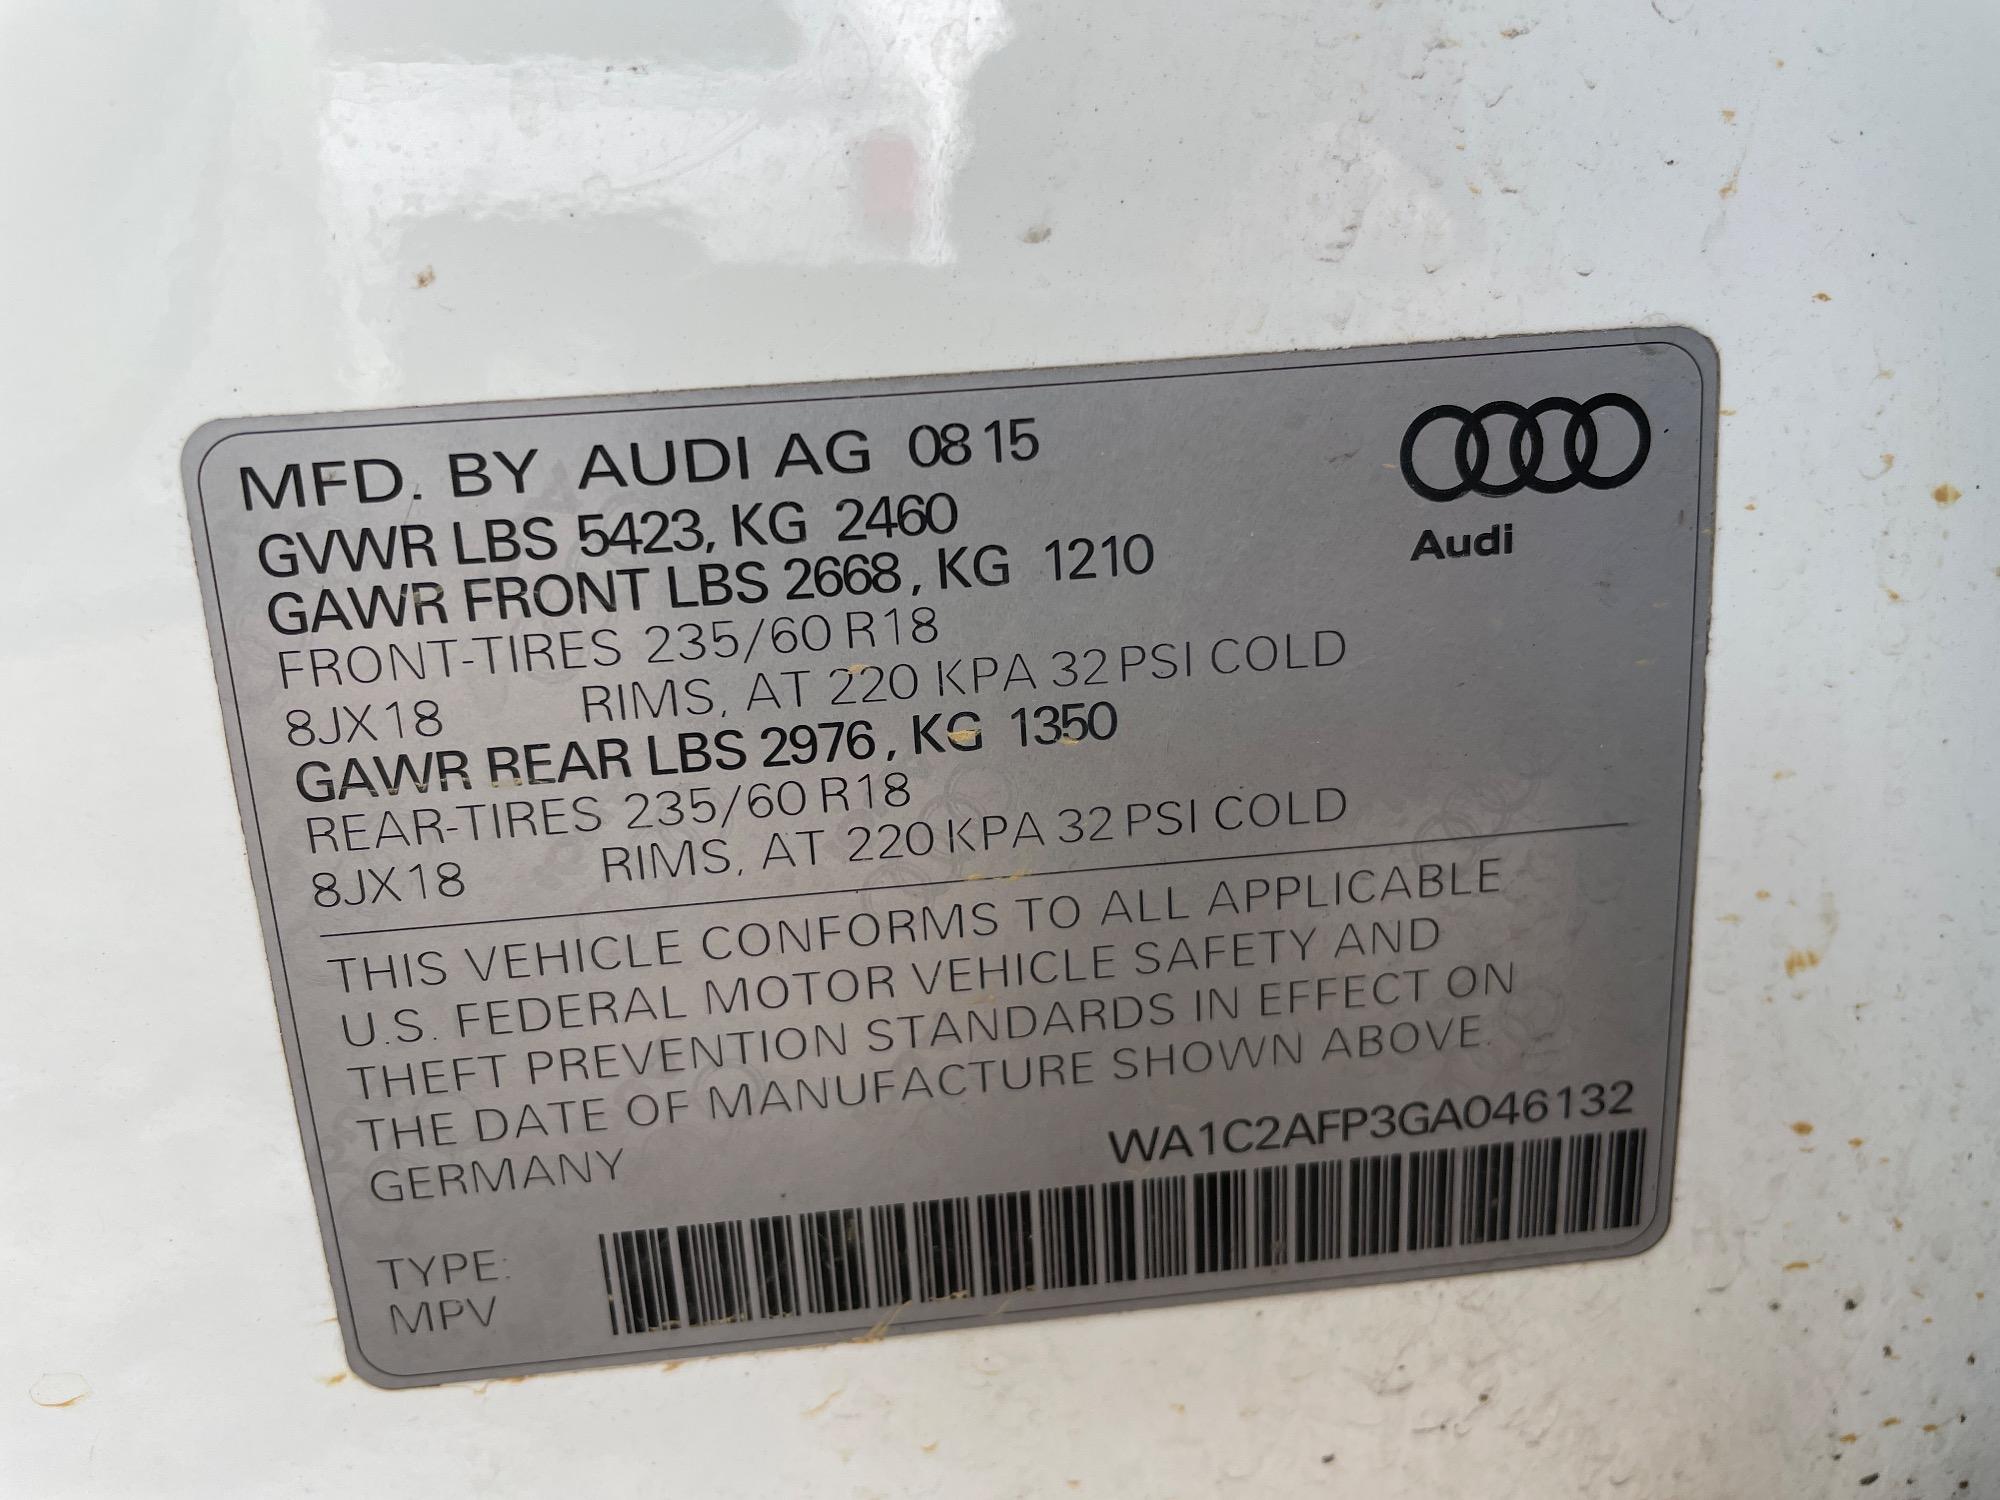 MFD. BY AUDI AG 08 15
GVWR LBS 5423, KG 2460
GAWR FRONT LBS 2668, KG 1210
FRONT-TIRES 235/60 R18
8JX18 RIMS, AT 220 KPA 32 PSI COLD
GAWR REAR LBS 2976, KG 1350
REAR-TIRES 235/60 R18
8JX18 RIMS, AT 220 KPA 32 PSI COLD
Audi
THIS VEHICLE CONFORMS TO ALL APPLICABLE
U.S. FEDERAL MOTOR VEHICLE SAFETY AND
THEFT PREVENTION STANDARDS IN EFFECT ON
THE DATE OF MANUFACTURE SHOWN ABOVE.
GERMANY
WA1C2AFP3GA046132
TYPE:
MPV